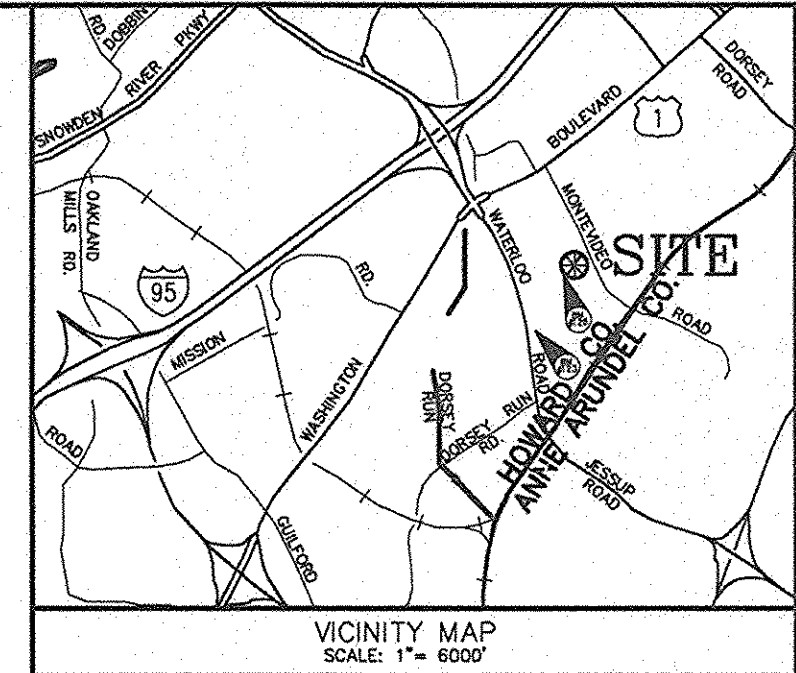 DOBBIN
RD.
SNOWDEN RIVER PKWY
DORSEY
ROAD
BOULEVARD
1
OAKLAND
MILLS RD.
MONTEVIDEO
WATERLOO
SITE
95
RD.
ROAD
MISSION
WASHINGTON
ROAD
DORSEY
RUN
DORSEY RUN
RD.
HOWARD CO.
ANNE ARUNDEL CO.
ROAD
JESSUP
ROAD
GUILFORD
VICINITY MAP
SCALE: 1"= 6000'